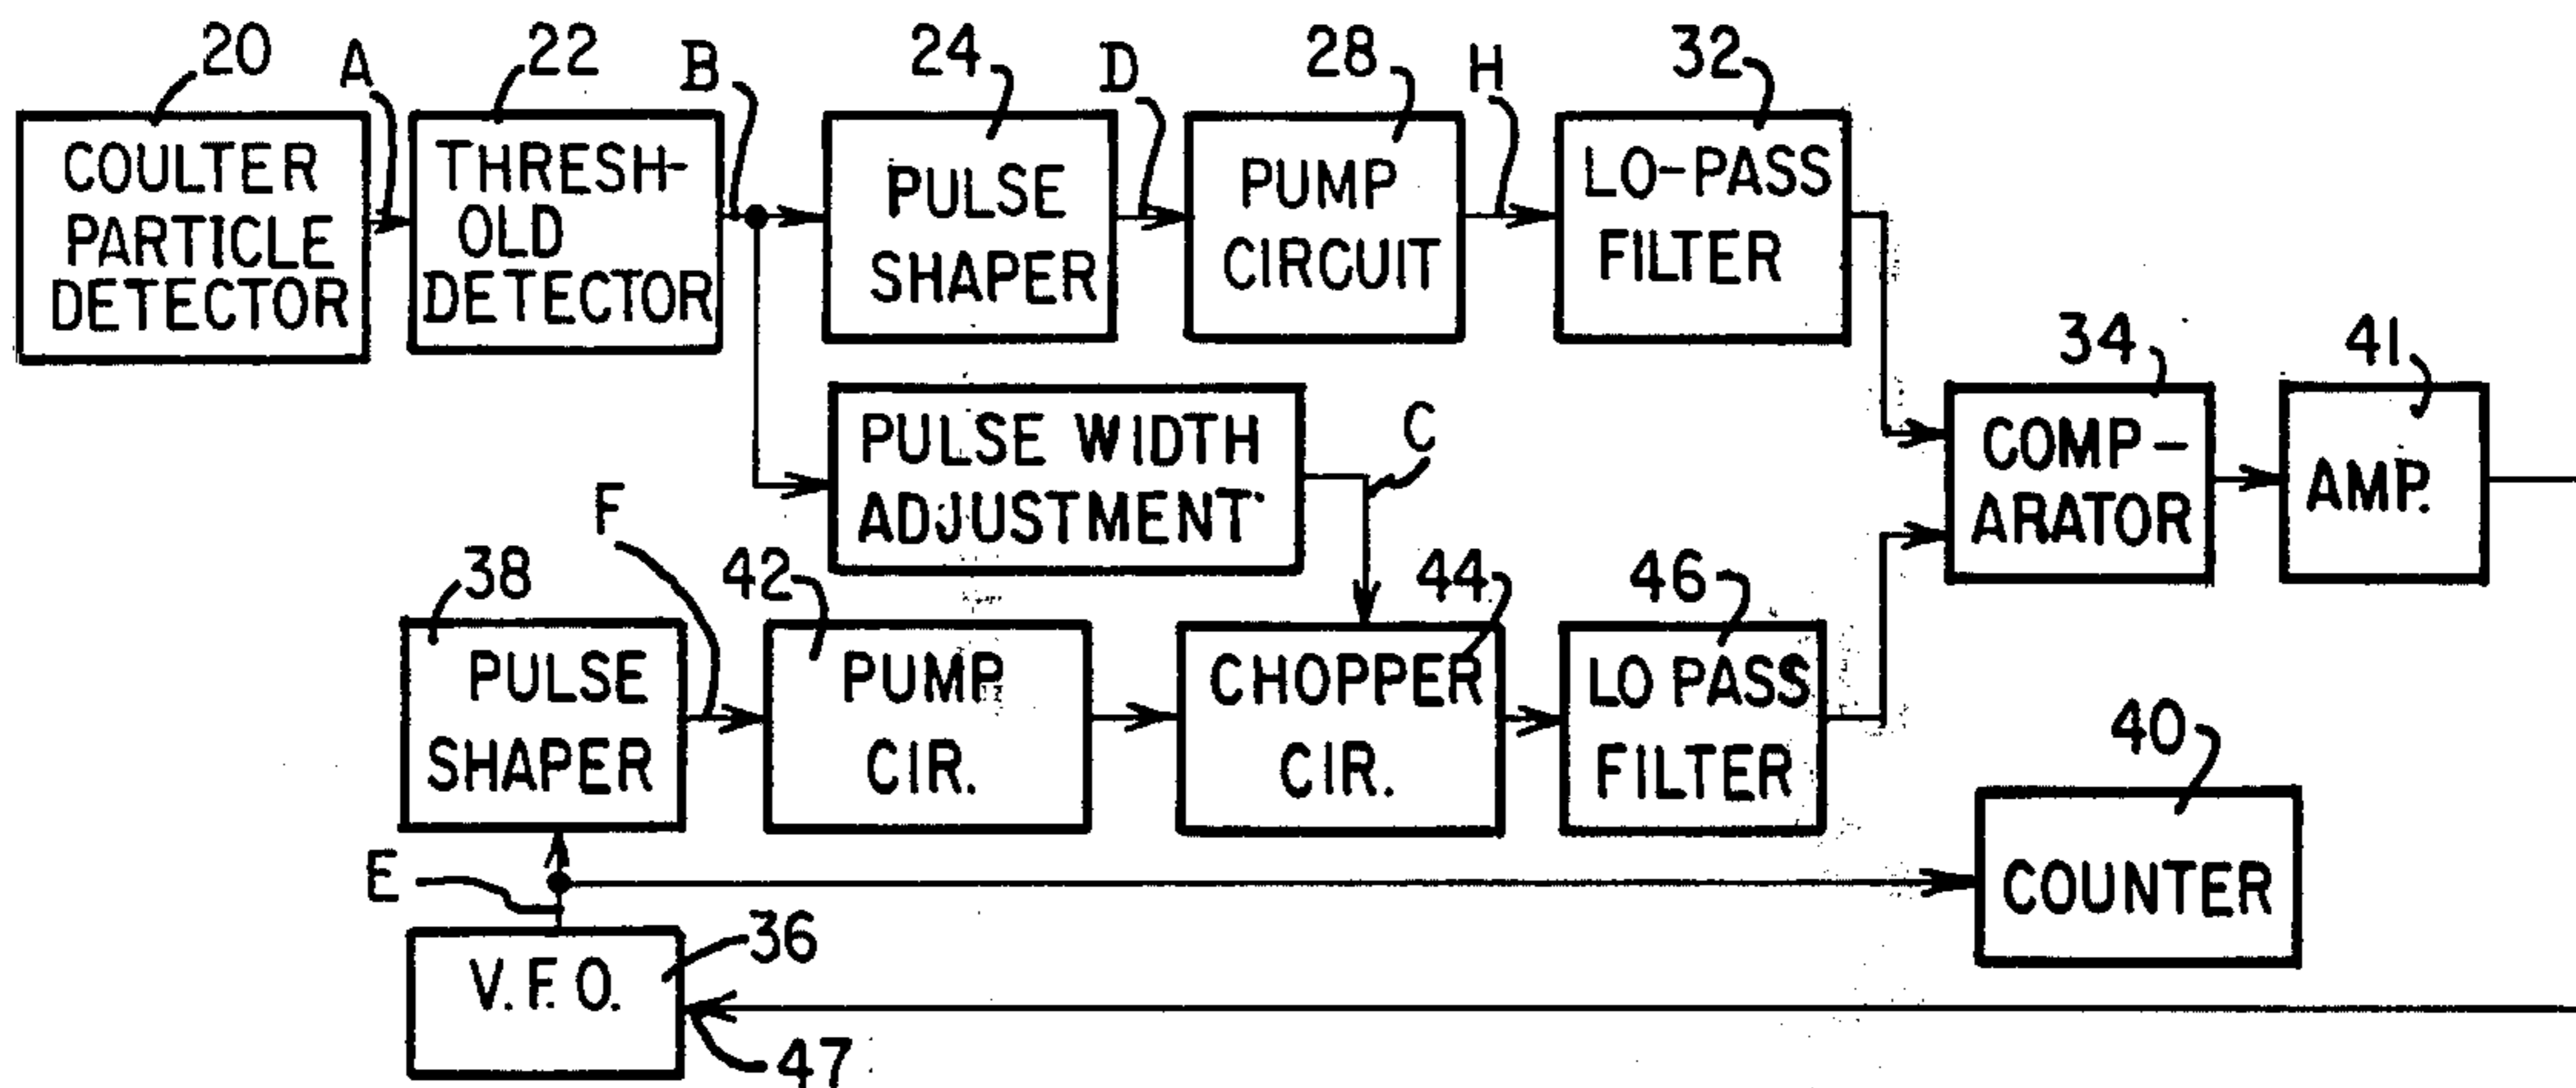 20
A
22
B
24
D
28
H
32
COULTER
PARTICLE
DETECTOR
THRESH-
OLD
DETECTOR
PULSE
SHAPER
PUMP
CIRCUIT
LO-PASS
FILTER
34
41
PULSE WIDTH
ADJUSTMENT
C
COMP-
ARATOR
AMP.
F
38
42
44
46
PULSE
SHAPER
PUMP
CIR.
CHOPPER
CIR.
LO PASS
FILTER
40
COUNTER
E
36
V.F.O.
47